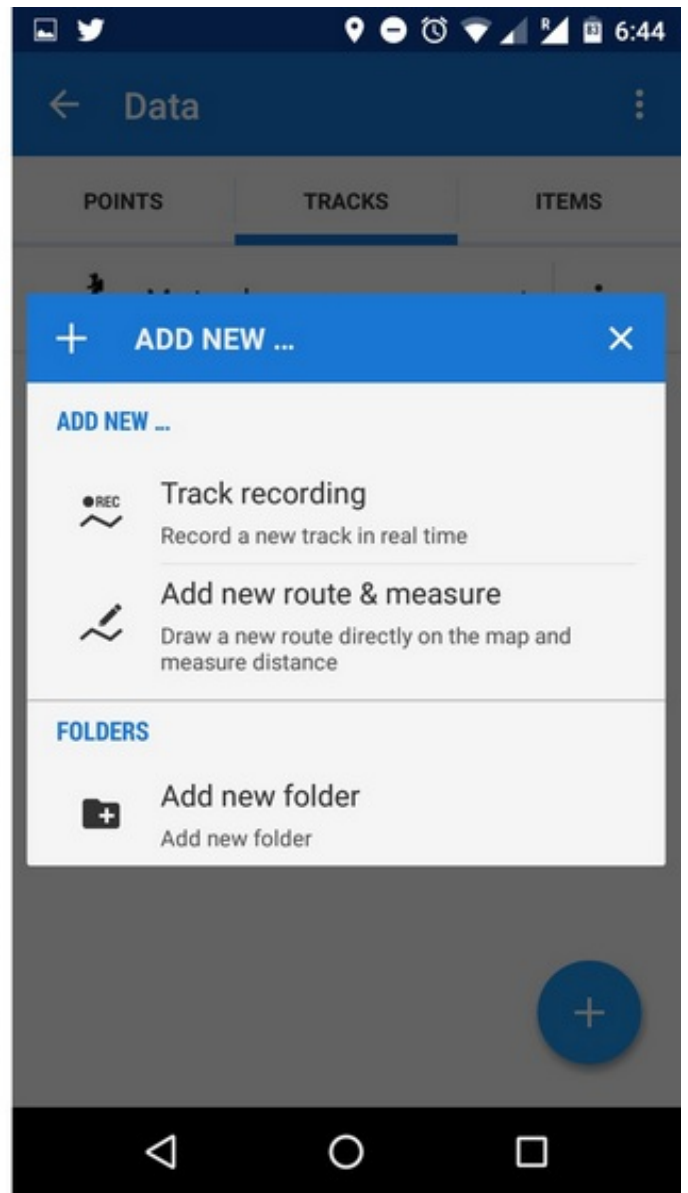 R 83 6:44
Data
POINTS TRACKS ITEMS
ADD NEW ...
ADD NEW ...
REC Track recording
Record a new track in real time
Add new route & measure
Draw a new route directly on the map and
measure distance
FOLDERS
Add new folder
Add new folder